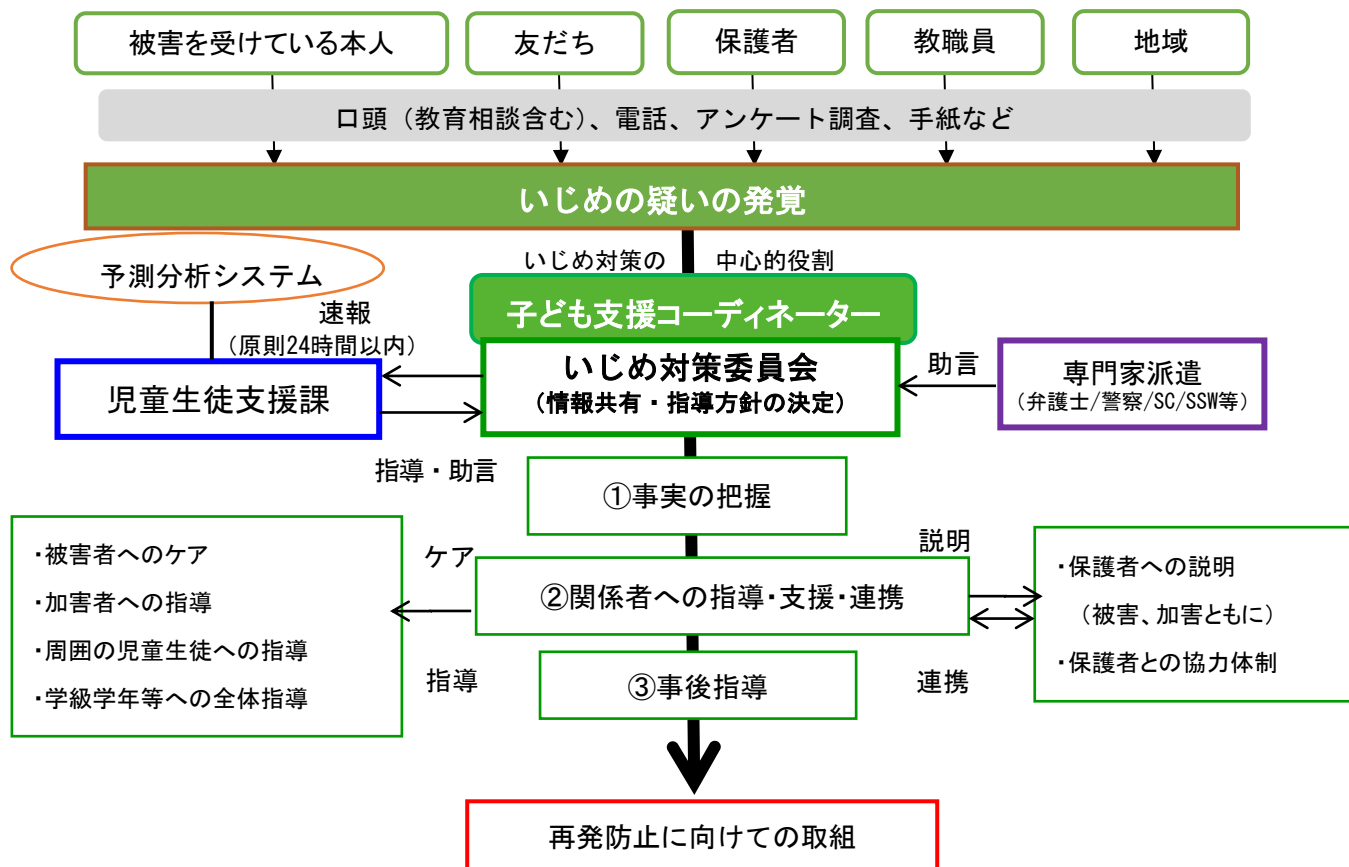 被害を受けている本人
友だち
保護者
教職員
地域
口頭（教育相談含む）、電話、アンケート調査、手紙など
いじめの疑いの発覚
予測分析システム
いじめ対策の 中心的役割
子ども支援コーディネーター
速報
（原則24時間以内）
児童生徒支援課
いじめ対策委員会
（情報共有・指導方針の決定）
助言
専門家派遣
（弁護士/警察/SC/SSW等）
指導・助言
①事実の把握
・被害者へのケア
・加害者への指導
・周囲の児童生徒への指導
・学級学年等への全体指導
ケア
指導
②関係者への指導・支援・連携
説明
連携
・保護者への説明
（被害、加害ともに）
・保護者との協力体制
③事後指導
再発防止に向けての取組